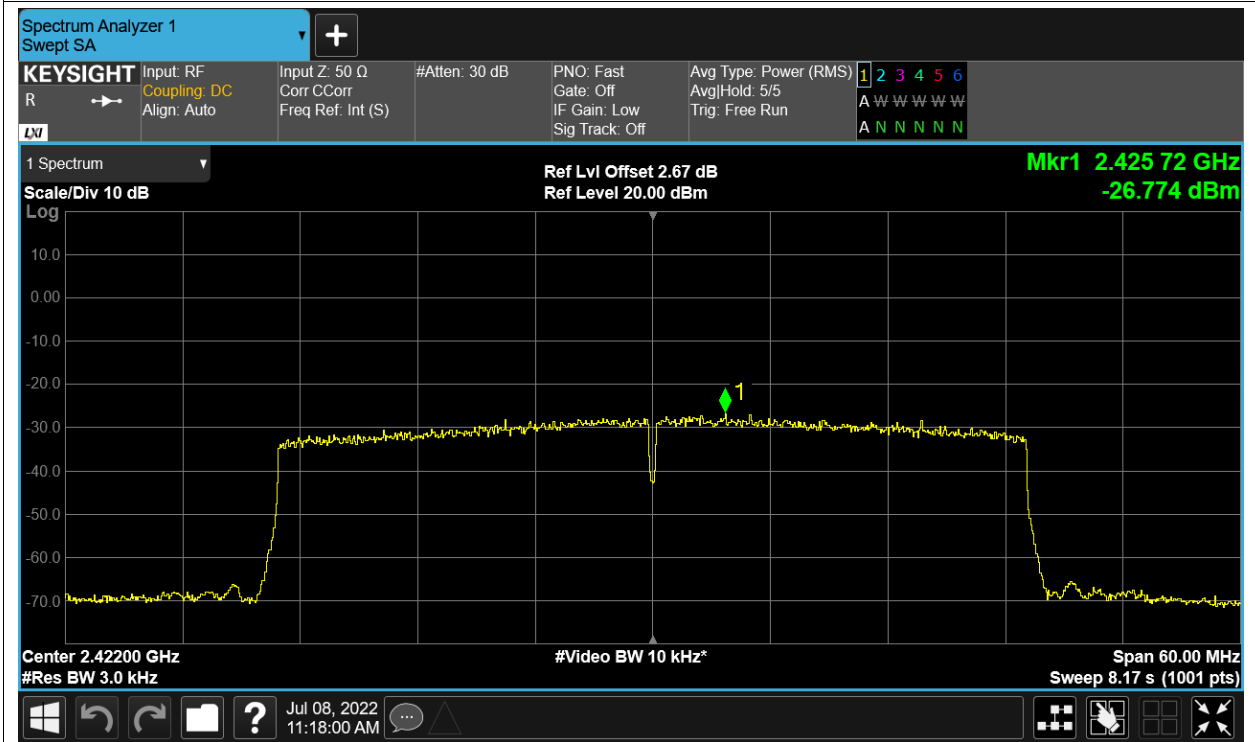 Spectrum Analyzer 1
Swept SA
+
KEYSIGHT
R
LXI
Input: RF
Coupling: DC
Align: Auto
Input Z: 50 Ω
Corr CCorr
Freq Ref: Int (S)
#Atten: 30 dB
PNO: Fast
Gate: Off
IF Gain: Low
Sig Track: Off
Avg Type: Power (RMS)
Avg|Hold: 5/5
Trig: Free Run
1 2 3 4 5 6
A W W W W W
A N N N N N
1 Spectrum
Scale/Div 10 dB
Log
Ref Lvl Offset 2.67 dB
Ref Level 20.00 dBm
Mkr1 2.425 72 GHz
-26.774 dBm
10.0
0.00
-10.0
-20.0
-30.0
-40.0
-50.0
-60.0
-70.0
1
Center 2.42200 GHz
#Res BW 3.0 kHz
#Video BW 10 kHz*
Span 60.00 MHz
Sweep 8.17 s (1001 pts)
?
Jul 08, 2022
11:18:00 AM